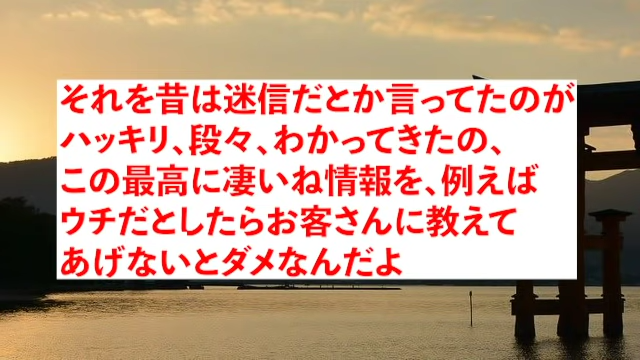 それを昔は迷信だとか言ってたのが
ハッキリ、段々、わかってきたの、
この最高に凄いね情報を、例えば
ウチだとしたらお客さんに教えて
あげないとダメなんだよ